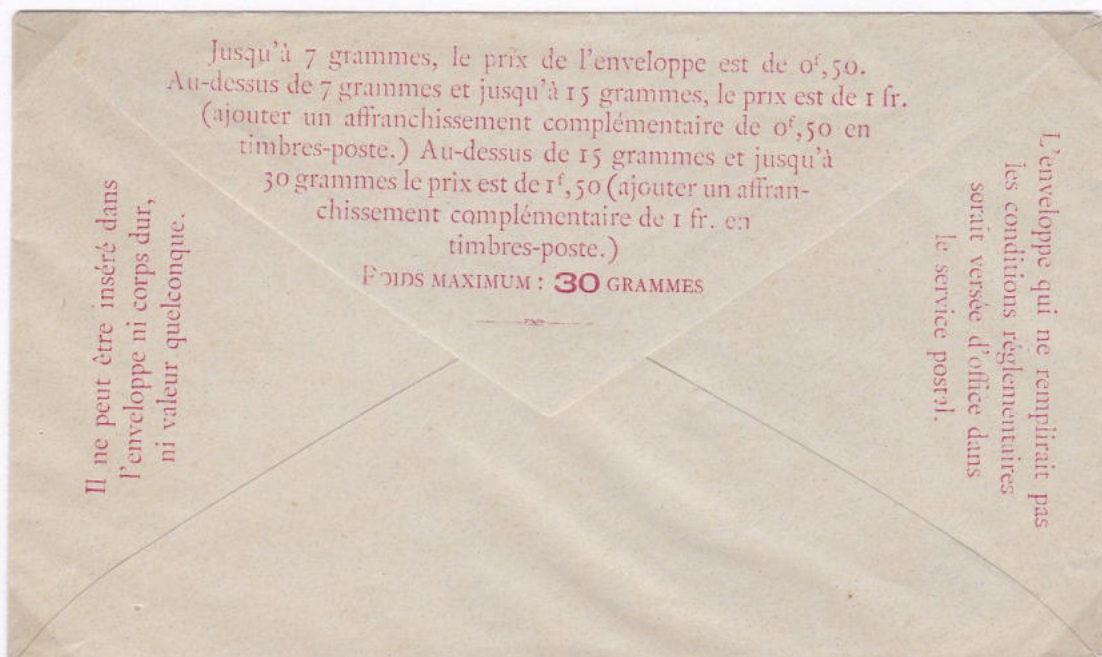 Jusqu'à 7 grammes, le prix de l'enveloppe est de 0ᶠ,50.
Au-dessus de 7 grammes et jusqu'à 15 grammes, le prix est de 1 fr.
(ajouter un affranchissement complémentaire de 0ᶠ,50 en
timbres-poste.) Au-dessus de 15 grammes et jusqu'à
30 grammes le prix est de 1ᶠ,50 (ajouter un affran-
chissement complémentaire de 1 fr. en
timbres-poste.)
POIDS MAXIMUM : 30 GRAMMES
Il ne peut être inséré dans
l'enveloppe ni corps dur,
ni valeur quelconque.
L'enveloppe qui ne remplirait pas
les conditions réglementaires
serait versée d'office dans
le service postal.